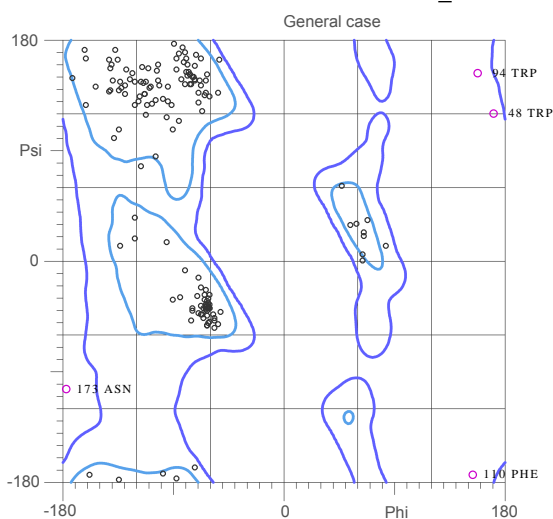 General case
180
94 TRP
48 TRP
Psi
0
173 ASN
110 PHE
-180
-180
0
Phi
180